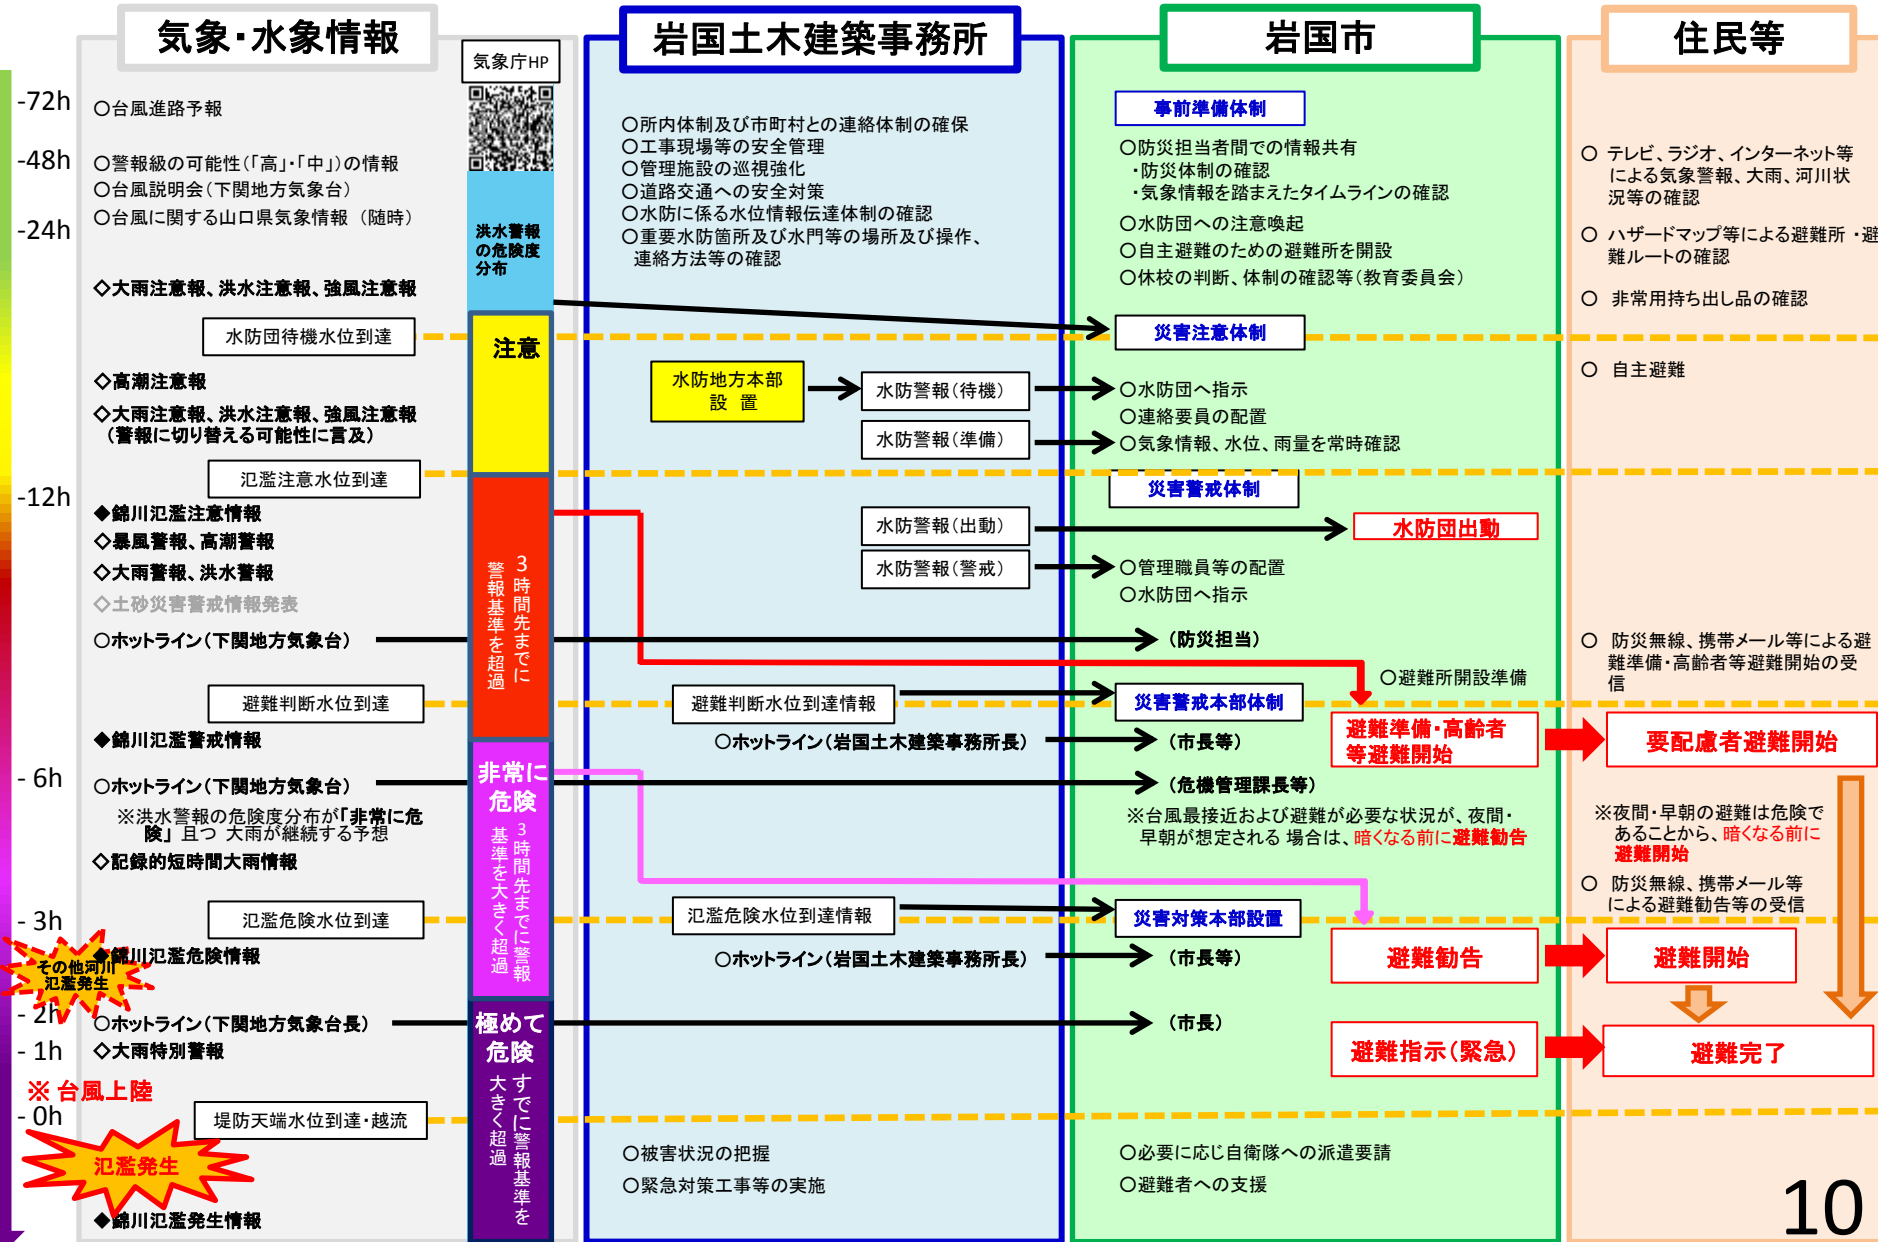 気象・水象情報
気象庁HP
-72h
-48h
-24h
-12h
- 6h
- 3h
- 2h
- 1h
- 0h
○台風進路予報
○警報級の可能性(「高」・「中」)の情報
○台風説明会(下関地方気象台)
○台風に関する山口県気象情報 (随時)
◇大雨注意報、洪水注意報、強風注意報
水防団待機水位到達
◇高潮注意報
◇大雨注意報、洪水注意報、強風注意報
(警報に切り替える可能性に言及)
氾濫注意水位到達
◆錦川氾濫注意情報
◇暴風警報、高潮警報
◇大雨警報、洪水警報
◇土砂災害警戒情報発表
○ホットライン(下関地方気象台)
避難判断水位到達
◆錦川氾濫警戒情報
○ホットライン(下関地方気象台)
※洪水警報の危険度分布が「非常に危
険」且つ 大雨が継続する予想
◇記録的短時間大雨情報
氾濫危険水位到達
◆錦川氾濫危険情報
その他河川
氾濫発生
○ホットライン(下関地方気象台長)
◇大雨特別警報
※ 台風上陸
堤防天端水位到達・越流
氾濫発生
◆錦川氾濫発生情報
洪水警報
の危険度
分布
注意
3時間先までに
警報基準を超過
非常に
危険
3時間先までに警報
基準を大きく超過
極めて
危険
すでに警報基準を
大きく超過
岩国土木建築事務所
○所内体制及び市町村との連絡体制の確保
○工事現場等の安全管理
○管理施設の巡視強化
○道路交通への安全対策
○水防に係る水位情報伝達体制の確認
○重要水防箇所及び水門等の場所及び操作、
連絡方法等の確認
水防地方本部
設 置
水防警報(待機)
水防警報(準備)
水防警報(出動)
水防警報(警戒)
避難判断水位到達情報
○ホットライン(岩国土木建築事務所長)
氾濫危険水位到達情報
○ホットライン(岩国土木建築事務所長)
○被害状況の把握
○緊急対策工事等の実施
岩国市
事前準備体制
○防災担当者間での情報共有
・防災体制の確認
・気象情報を踏まえたタイムラインの確認
○水防団への注意喚起
○自主避難のための避難所を開設
○休校の判断、体制の確認等(教育委員会)
災害注意体制
○水防団へ指示
○連絡要員の配置
○気象情報、水位、雨量を常時確認
災害警戒体制
水防団出動
○管理職員等の配置
○水防団へ指示
(防災担当)
○避難所開設準備
災害警戒本部体制
避難準備・高齢者
等避難開始
(市長等)
(危機管理課長等)
※台風最接近および避難が必要な状況が、夜間・
早朝が想定される 場合は、暗くなる前に避難勧告
災害対策本部設置
避難勧告
(市長等)
(市長)
避難指示(緊急)
○必要に応じ自衛隊への派遣要請
○避難者への支援
住民等
○ テレビ、ラジオ、インターネット等
による気象警報、大雨、河川状
況等の確認
○ ハザードマップ等による避難所・避
難ルートの確認
○ 非常用持ち出し品の確認
○ 自主避難
○ 防災無線、携帯メール等による避
難準備・高齢者等避難開始の受
信
要配慮者避難開始
※夜間・早朝の避難は危険で
あることから、暗くなる前に
避難開始
○ 防災無線、携帯メール等
による避難勧告等の受信
避難開始
避難完了
10